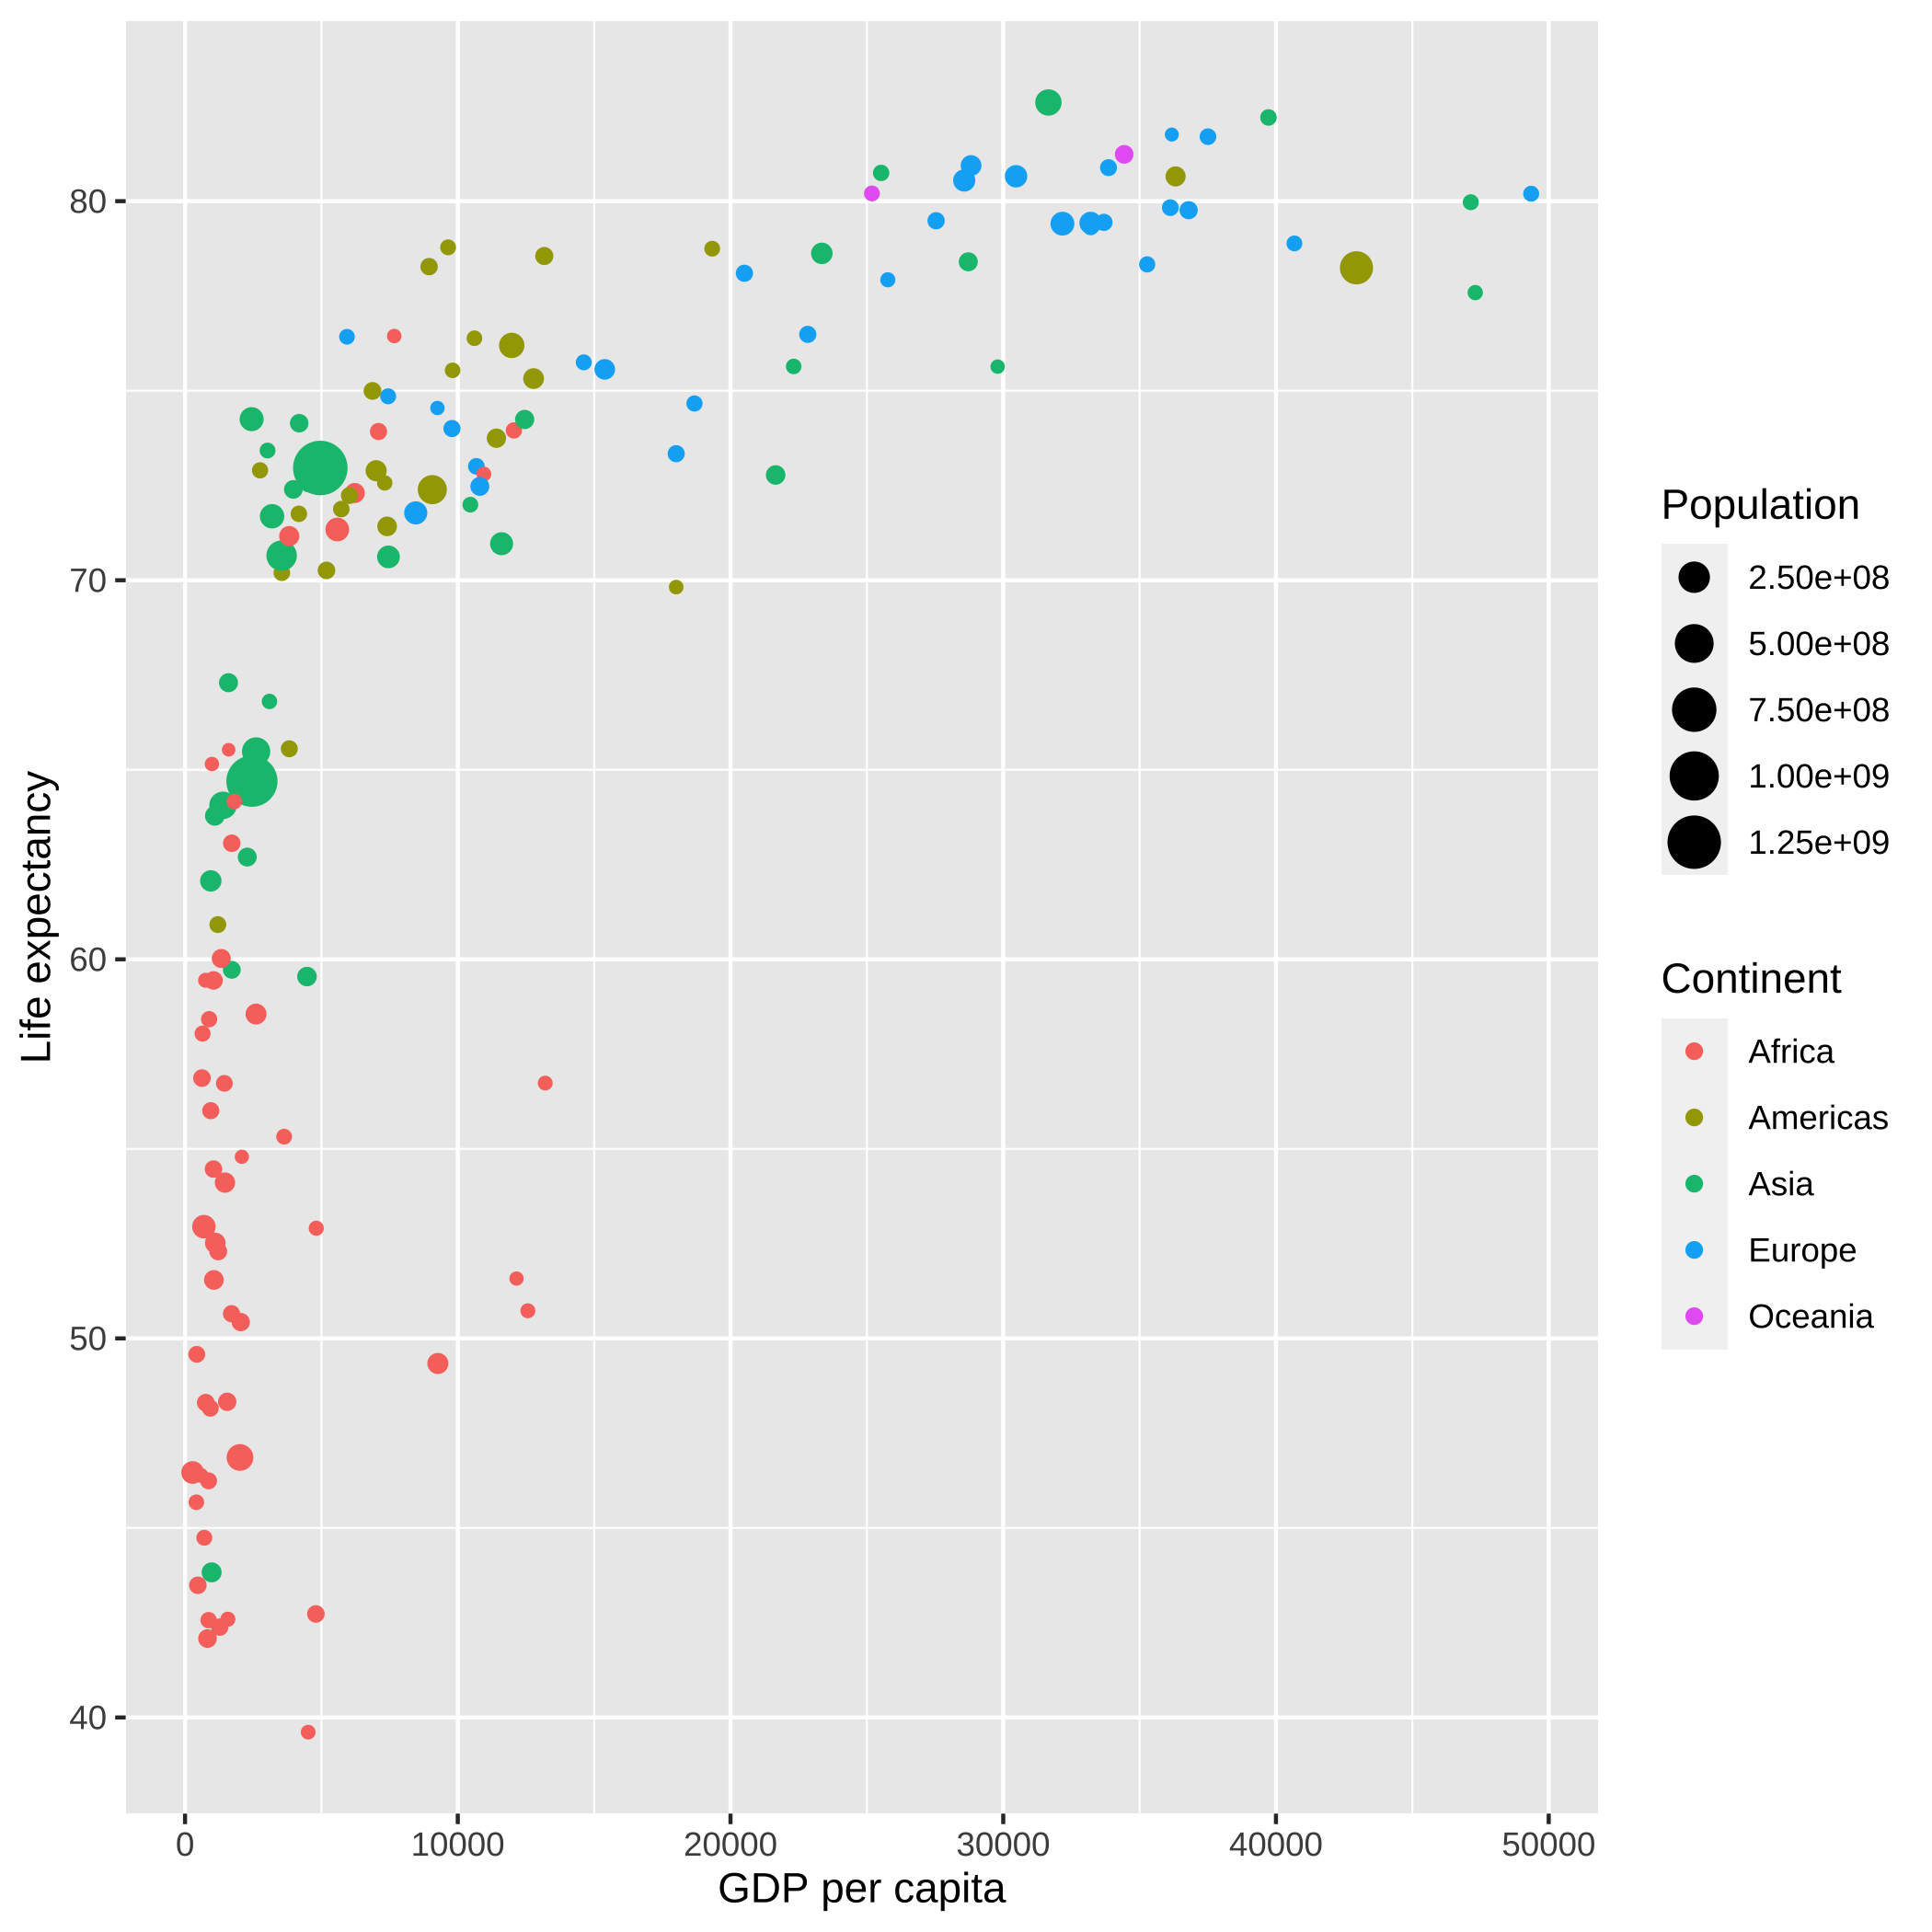 80
70
60
50
40
Life expectancy
0 10000 20000 30000 40000 50000
GDP per capita
Population
2.50e+08
5.00e+08
7.50e+08
1.00e+09
1.25e+09
Continent
Africa
Americas
Asia
Europe
Oceania